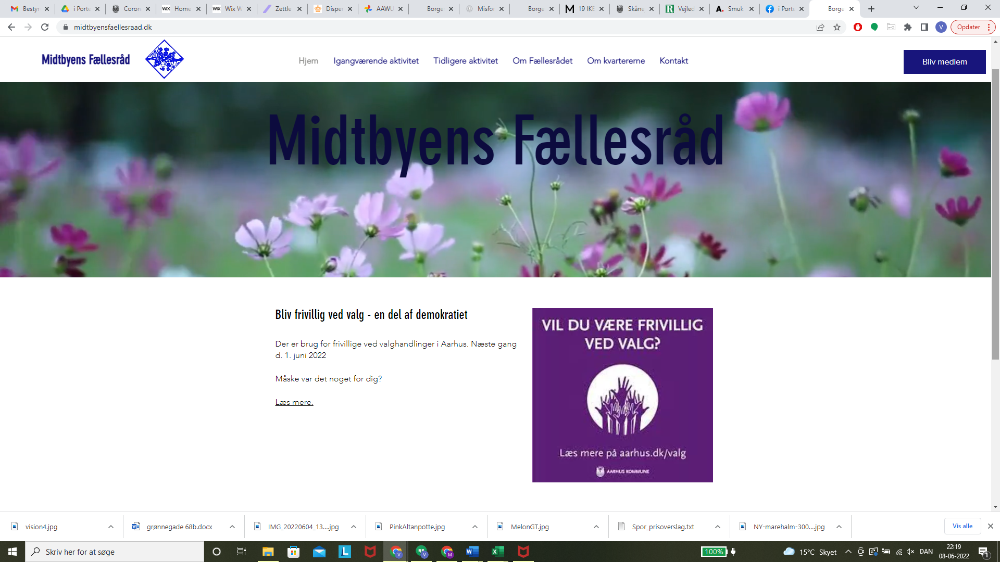 Bestyr
i Porte
Coron
WIX Home
WIX Wix W
Zettle
Dispe
AAWU
Borge
Misfor
Borge
M 19 IKE
Skåne
R Vejled
A. Smuk
i Porte
Borge
midtbyensfaellesraad.dk
V
Opdater
Midtbyens Fællesråd
Hjem
Igangværende aktivitet
Tidligere aktivitet
Om Fællesrådet
Om kvartererne
Kontakt
Bliv medlem
Midtbyens Fællesråd
Bliv frivillig ved valg - en del af demokratiet
Der er brug for frivillige ved valghandlinger i Aarhus. Næste gang
d. 1. juni 2022
Måske var det noget for dig?
Læs mere.
VIL DU VÆRE FRIVILLIG
VED VALG?
Læs mere på aarhus.dk/valg
AARHUS KOMMUNE
vision4.jpg
grønnegade 68b.docx
IMG_20220604_13....jpg
PinkAltanpotte.jpg
MelonGT.jpg
Spor_prisoverslag.txt
NY-marehalm-300....jpg
Vis alle
Skriv her for at søge
100%
15°C Skyet
DAN
22:19
08-06-2022
1